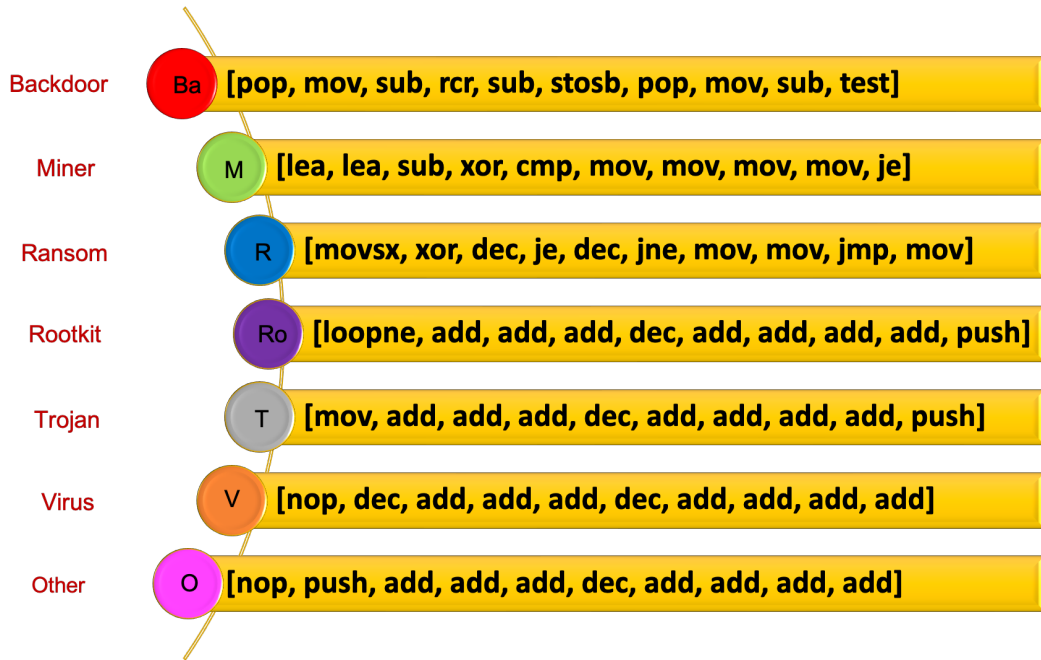 Backdoor Ba [pop, mov, sub, rcr, sub, stosb, pop, mov, sub, test]
Miner M [lea, lea, sub, xor, cmp, mov, mov, mov, mov, je]
Ransom R [movsx, xor, dec, je, dec, jne, mov, mov, jmp, mov]
Rootkit Ro [loopne, add, add, add, dec, add, add, add, add, push]
Trojan T [mov, add, add, add, dec, add, add, add, add, push]
Virus V [nop, dec, add, add, add, dec, add, add, add, add]
Other O [nop, push, add, add, add, dec, add, add, add, add]